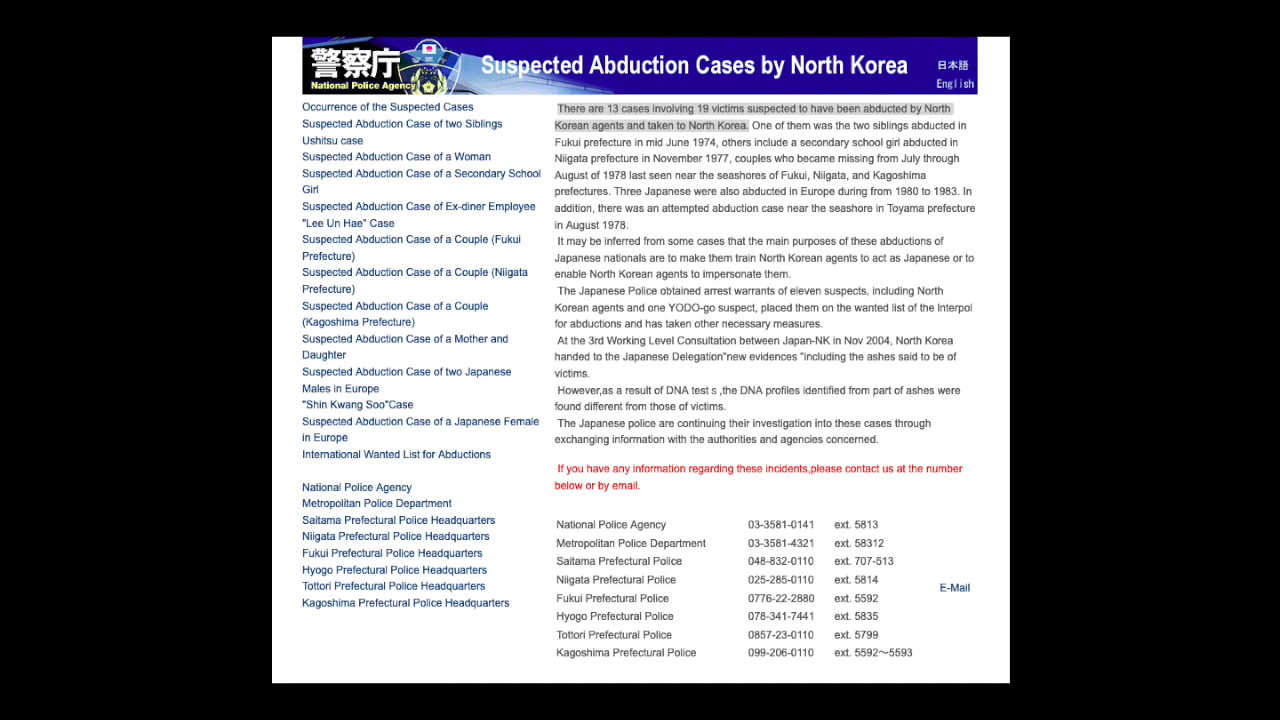 警察庁
National Police Agency
警察庁
Suspected Abduction Cases by North Korea
日本語
English
Occurrence of the Suspected Cases
Suspected Abduction Case of two Siblings
Ushitsu case
Suspected Abduction Case of a Woman
Suspected Abduction Case of a Secondary School
Girl
Suspected Abduction Case of Ex-diner Employee
"Lee Un Hae" Case
Suspected Abduction Case of a Couple (Fukui
Prefecture)
Suspected Abduction Case of a Couple (Niigata
Prefecture)
Suspected Abduction Case of a Couple
(Kagoshima Prefecture)
Suspected Abduction Case of a Mother and
Daughter
Suspected Abduction Case of two Japanese
Males in Europe
"Shin Kwang Soo"Case
Suspected Abduction Case of a Japanese Female
in Europe
International Wanted List for Abductions
National Police Agency
Metropolitan Police Department
Saitama Prefectural Police Headquarters
Niigata Prefectural Police Headquarters
Fukui Prefectural Police Headquarters
Hyogo Prefectural Police Headquarters
Tottori Prefectural Police Headquarters
Kagoshima Prefectural Police Headquarters
There are 13 cases involving 19 victims suspected to have been abducted by North
Korean agents and taken to North Korea. One of them was the two siblings abducted in
Fukui prefecture in mid June 1974, others include a secondary school girl abducted in
Niigata prefecture in November 1977, couples who became missing from July through
August of 1978 last seen near the seashores of Fukui, Niigata, and Kagoshima
prefectures. Three Japanese were also abducted in Europe during from 1980 to 1983. In
addition, there was an attempted abduction case near the seashore in Toyama prefecture
in August 1978.
It may be inferred from some cases that the main purposes of these abductions of
Japanese nationals are to make them train North Korean agents to act as Japanese or to
enable North Korean agents to impersonate them.
The Japanese Police obtained arrest warrants of eleven suspects, including North
Korean agents and one YODO-go suspect, placed them on the wanted list of the Interpol
for abductions and has taken other necessary measures.
At the 3rd Working Level Consultation between Japan-NK in Nov 2004, North Korea
handed to the Japanese Delegation"new evidences "including the ashes said to be of
victims.
However,as a result of DNA testｓ,the DNA profiles identified from part of ashes were
found different from those of victims.
The Japanese police are continuing their investigation into these cases through
exchanging information with the authorities and agencies concerned.
If you have any information regarding these incidents,please contact us at the number
below or by email.
National Police Agency 03-3581-0141 ext. 5813
Metropolitan Police Department 03-3581-4321 ext. 58312
Saitama Prefectural Police 048-832-0110 ext. 707-513
Niigata Prefectural Police 025-285-0110 ext. 5814
Fukui Prefectural Police 0776-22-2880 ext. 5592
Hyogo Prefectural Police 078-341-7441 ext. 5835
Tottori Prefectural Police 0857-23-0110 ext. 5799
Kagoshima Prefectural Police 099-206-0110 ext. 5592～5593
E-Mail